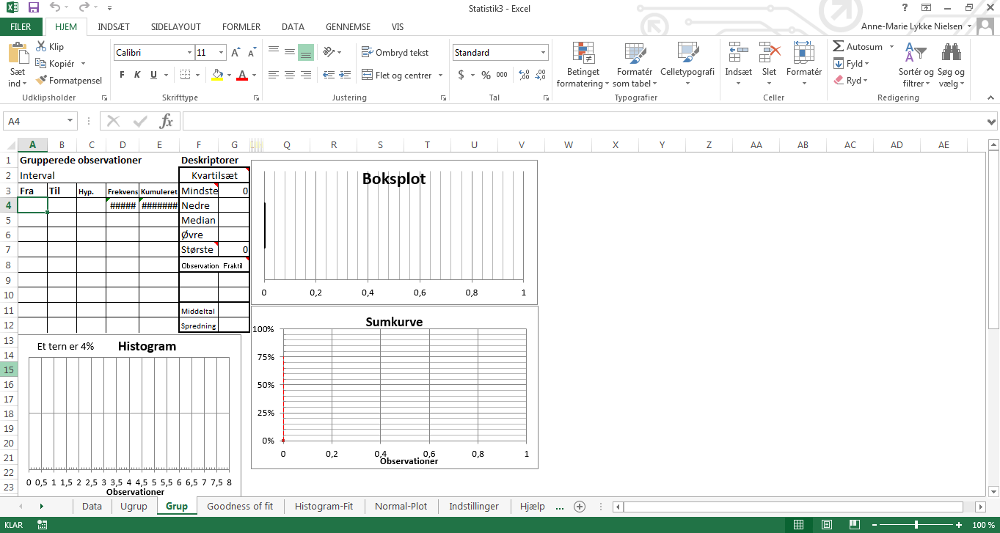 Statistik3 - Excel
?
FILER HJEM INDSÆT SIDELAYOUT FORMLER DATA GENNEMSE VIS
Anne-Marie Lykke Nielsen
Sæt ind
Klip
Kopiér
Formatpensel
Udklipsholder
Calibri 11
F K U
Skrifttype
Ombryd tekst
Flet og centrer
Justering
Standard
$ % 000
Tal
Betinget formatering
Formatér som tabel
Celletypografi
Typografier
Indsæt Slet Formatér
Celler
Autosum
Fyld
Ryd
Sortér og filtrer
Søg og vælg
Redigering
A4
fx
A B C D E F G Q R S T U V W X Y Z AA AB AC AD AE
1 Grupperede observationer Deskriptorer
2 Interval Kvartilsæt
3 Fra Til Hyp. Frekvens Kumuleret Mindste 0
4 ##### ####### Nedre
5 Median
6 Øvre
7 Største 0
8 Observation Fraktil
9
10
11 Middeltal
12 Spredning
13
14
15
16
17
18
19
20
21
22
23
Boksplot
0 0,2 0,4 0,6 0,8 1
Sumkurve
100%
75%
50%
25%
0%
0 0,2 0,4 0,6 0,8 1
Observationer
Et tern er 4% Histogram
0 0,5 1 1,5 2 2,5 3 3,5 4 4,5 5 5,5 6 6,5 7 7,5 8
Observationer
Data Ugrup Grup Goodness of fit Histogram-Fit Normal-Plot Indstillinger Hjælp ...
KLAR
100 %